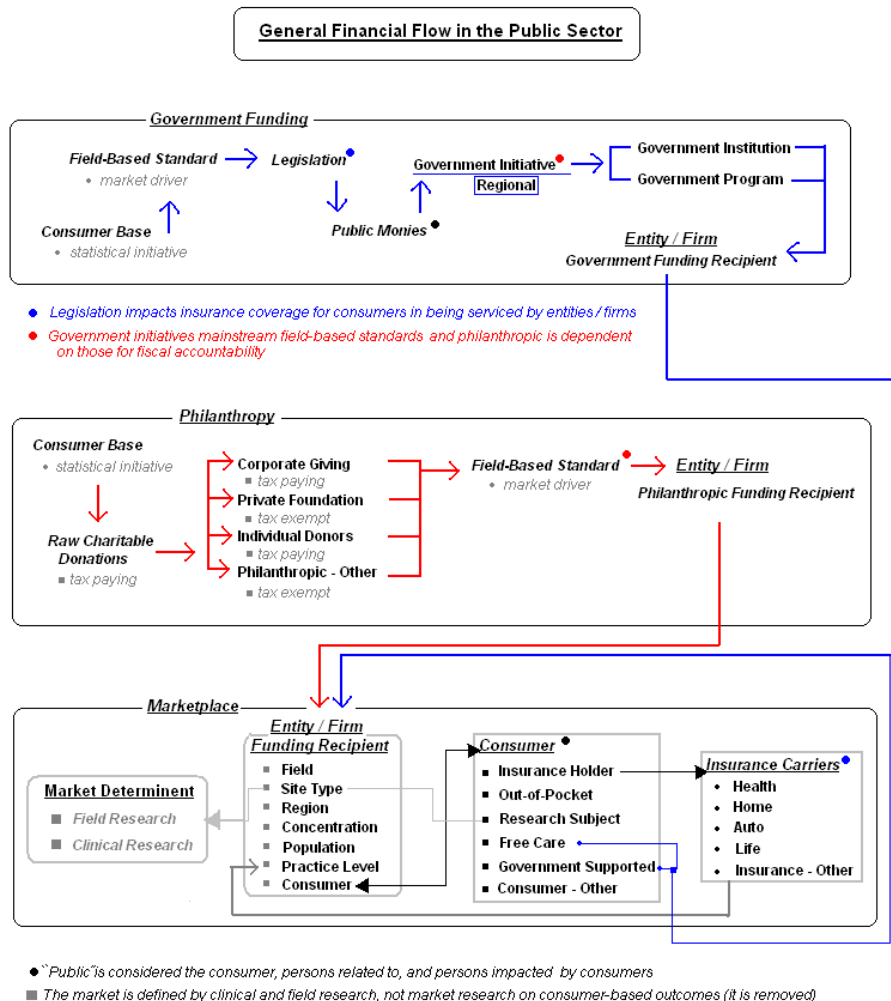 General Financial Flow in the Public Sector
Government Funding
Field-Based Standard
• market driver
Consumer Base
• statistical initiative
Legislation
Public Monies
Government Initiative
Regional
Government Institution
Government Program
Entity / Firm
Government Funding Recipient
• Legislation impacts insurance coverage for consumers in being serviced by entities / firms
• Government initiatives mainstream field-based standards and philanthropic is dependent
on those for fiscal accountability
Philanthropy
Consumer Base
• statistical initiative
Raw Charitable
Donations
■ tax paying
Corporate Giving
■ tax paying
Private Foundation
■ tax exempt
Individual Donors
■ tax paying
Philanthropic - Other
■ tax exempt
Field-Based Standard
• market driver
Entity / Firm
Philanthropic Funding Recipient
Marketplace
Market Determinent
■ Field Research
■ Clinical Research
Entity / Firm
Funding Recipient
■ Field
■ Site Type
■ Region
■ Concentration
■ Population
■ Practice Level
■ Consumer
Consumer
■ Insurance Holder
■ Out-of-Pocket
■ Research Subject
■ Free Care
■ Government Supported
■ Consumer - Other
Insurance Carriers
• Health
• Home
• Auto
• Life
• Insurance - Other
• ``Public˝is considered the consumer, persons related to, and persons impacted by consumers
■ The market is defined by clinical and field research, not market research on consumer-based outcomes (it is removed)